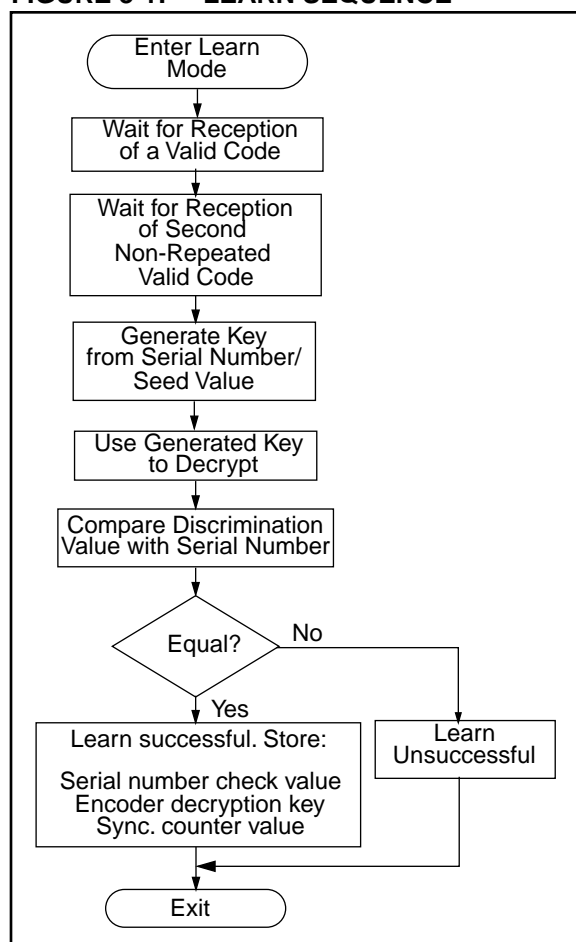 FIGURE 5-1: LEARN SEQUENCE
Enter Learn
Mode
Wait for Reception
of a Valid Code
Wait for Reception
of Second
Non-Repeated
Valid Code
Generate Key
from Serial Number/
Seed Value
Use Generated Key
to Decrypt
Compare Discrimination
Value with Serial Number
Equal?
No
Yes
Learn successful. Store:
Serial number check value
Encoder decryption key
Sync. counter value
Learn
Unsuccessful
Exit